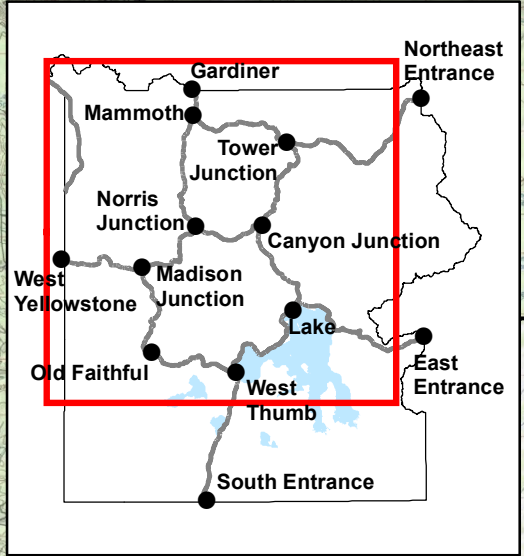 Northeast
Entrance
Gardiner
Mammoth
Tower
Junction
Norris
Junction
Canyon Junction
West
Yellowstone
Madison
Junction
Lake
Old Faithful
West
Thumb
East
Entrance
South Entrance